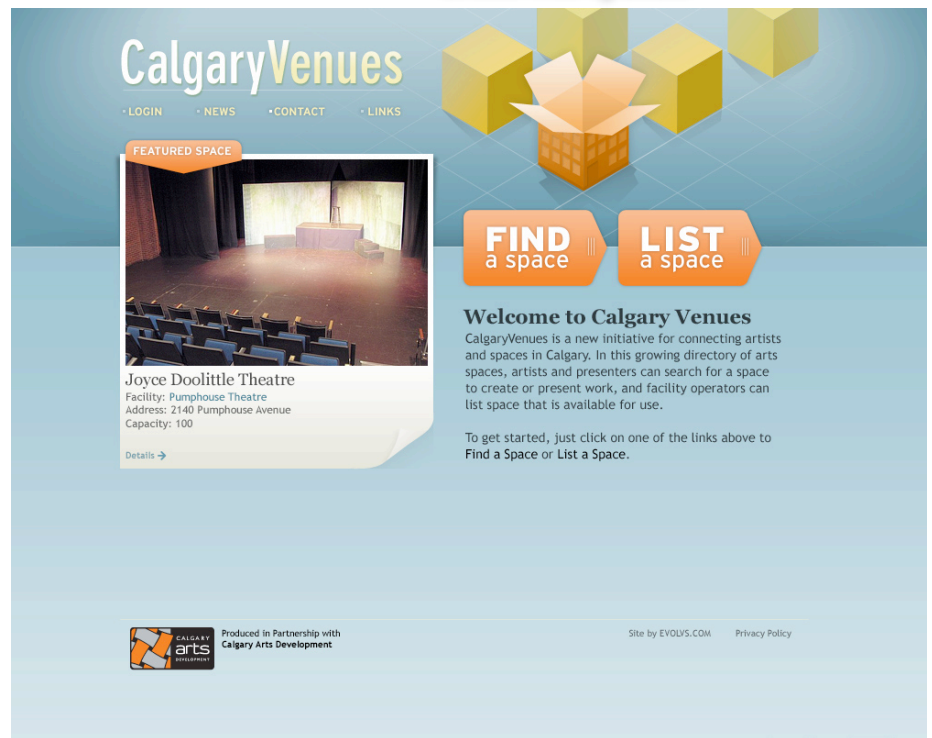 CalgaryVenues
LOGIN
NEWS
CONTACT
LINKS
FEATURED SPACE
Joyce Doolittle Theatre
Facility: Pumphouse Theatre
Address: 2140 Pumphouse Avenue
Capacity: 100
Details
FIND
a space
LIST
a space
Welcome to Calgary Venues
CalgaryVenues is a new initiative for connecting artists
and spaces in Calgary. In this growing directory of arts
spaces, artists and presenters can search for a space
to create or present work, and facility operators can
list space that is available for use.
To get started, just click on one of the links above to
Find a Space or List a Space.
CALGARY
arts
DEVELOPMENT
Produced in Partnership with
Calgary Arts Development
Site by EVOLVS.COM
Privacy Policy